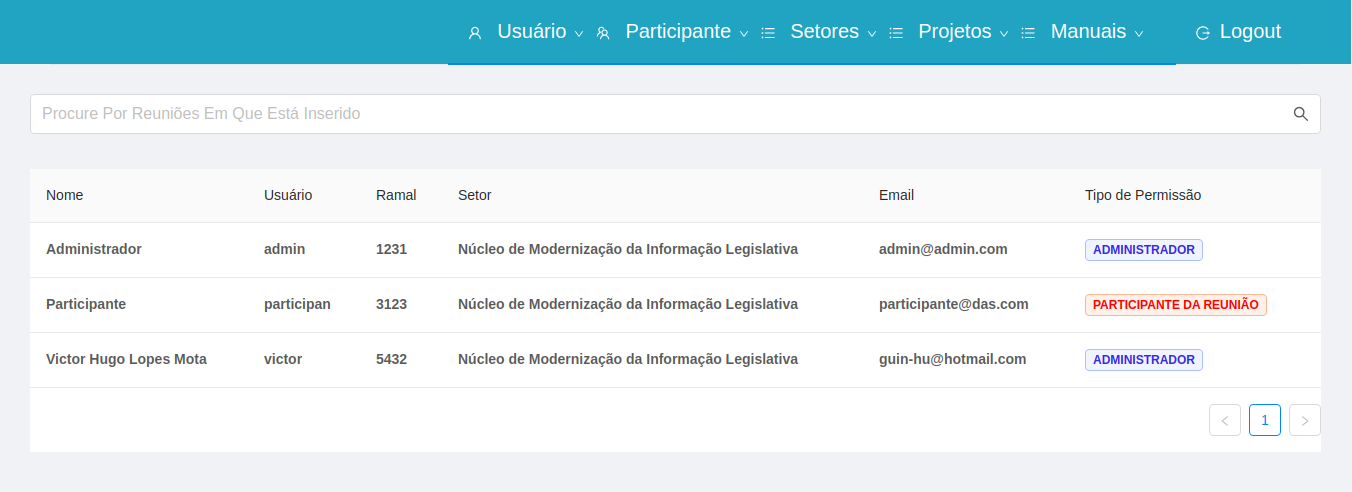 Usuário Participante Setores Projetos Manuais Logout
Procure Por Reuniões Em Que Está Inserido
Nome Usuário Ramal Setor Email Tipo de Permissão
Administrador admin 1231 Núcleo de Modernização da Informação Legislativa admin@admin.com ADMINISTRADOR
Participante participan 3123 Núcleo de Modernização da Informação Legislativa participante@das.com PARTICIPANTE DA REUNIÃO
Victor Hugo Lopes Mota victor 5432 Núcleo de Modernização da Informação Legislativa guin-hu@hotmail.com ADMINISTRADOR
1